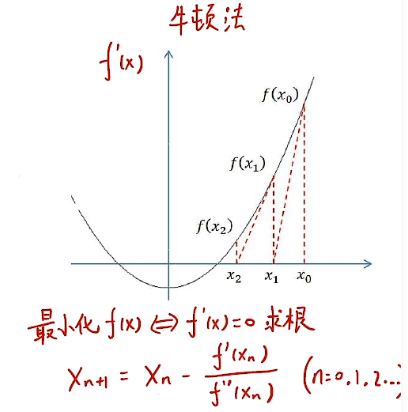 牛顿法
f'(x)
f(x₀)
f(x₁)
f(x₂)
x₂ x₁ x₀
最小化 f(x) ⟺ f'(x)=0 求根
Xₙ₊₁ = Xₙ - f'(xₙ) / f''(xₙ) (n=0.1.2...)